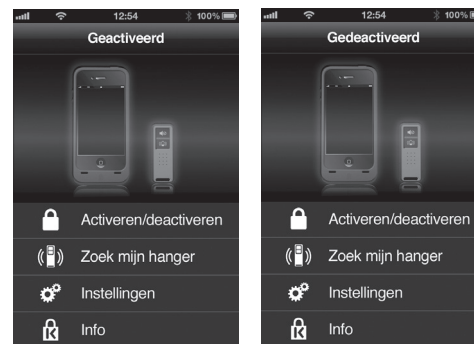 12:54 100%
Geactiveerd
Activeren/deactiveren
Zoek mijn hanger
Instellingen
Info
12:54 100%
Gedeactiveerd
Activeren/deactiveren
Zoek mijn hanger
Instellingen
Info